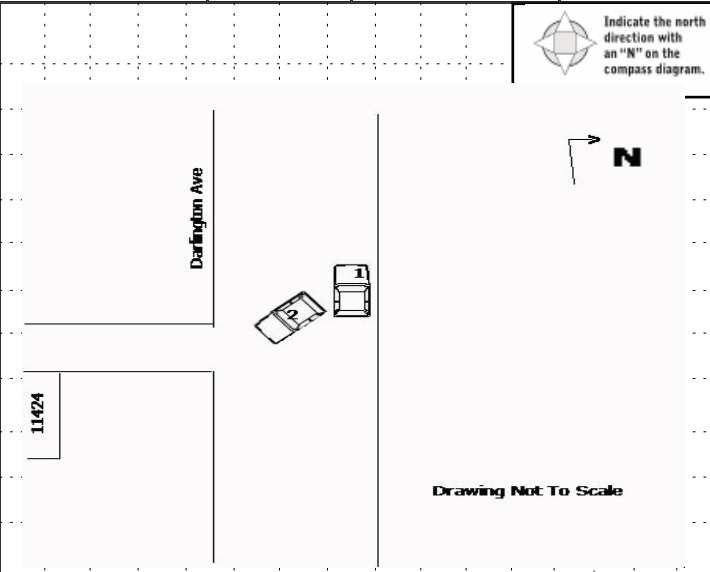 Indicate the north
direction with
an “N” on the
compass diagram.
N
Darlington Ave
1
2
11424
Drawing Not To Scale